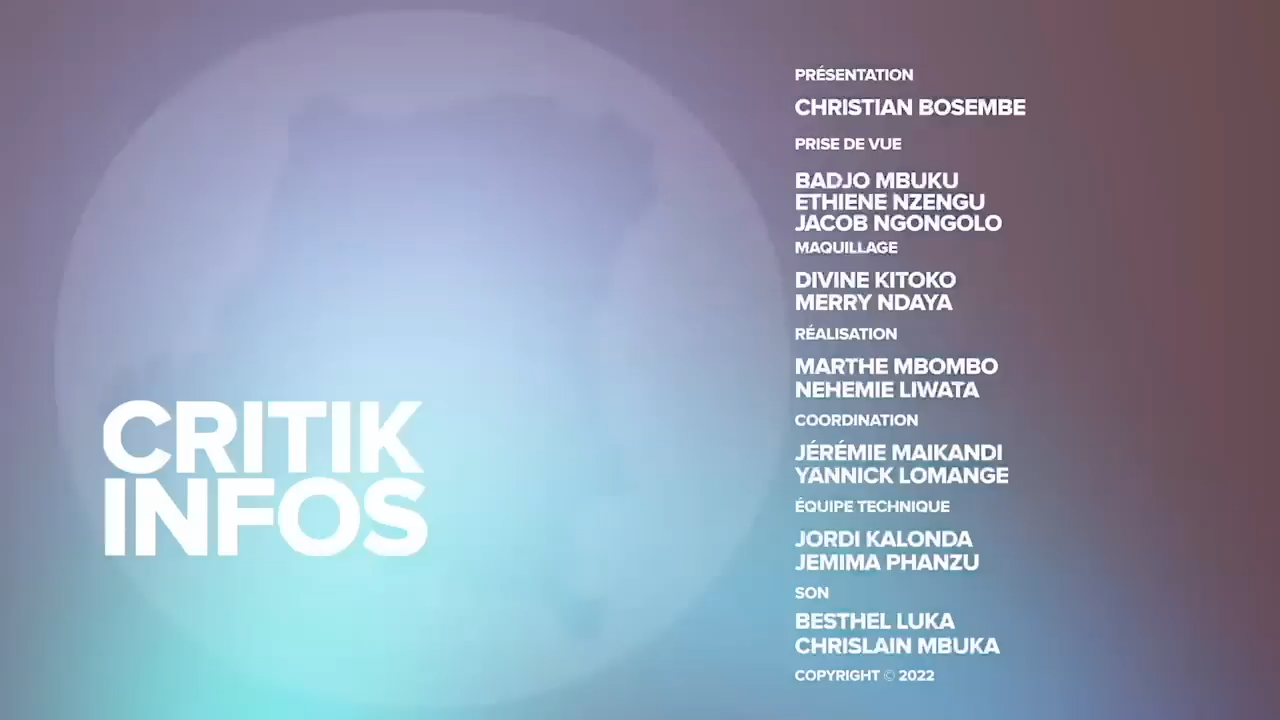 CRITIK
INFOS
PRÉSENTATION
CHRISTIAN BOSEMBE
PRISE DE VUE
BADJO MBUKU
ETHIENE NZENGU
JACOB NGONGOLO
MAQUILLAGE
DIVINE KITOKO
MERRY NDAYA
RÉALISATION
MARTHE MBOMBO
NEHEMIE LIWATA
COORDINATION
JÉRÉMIE MAIKANDI
YANNICK LOMANGE
ÉQUIPE TECHNIQUE
JORDI KALONDA
JEMIMA PHANZU
SON
BESTHEL LUKA
CHRISLAIN MBUKA
COPYRIGHT © 2022